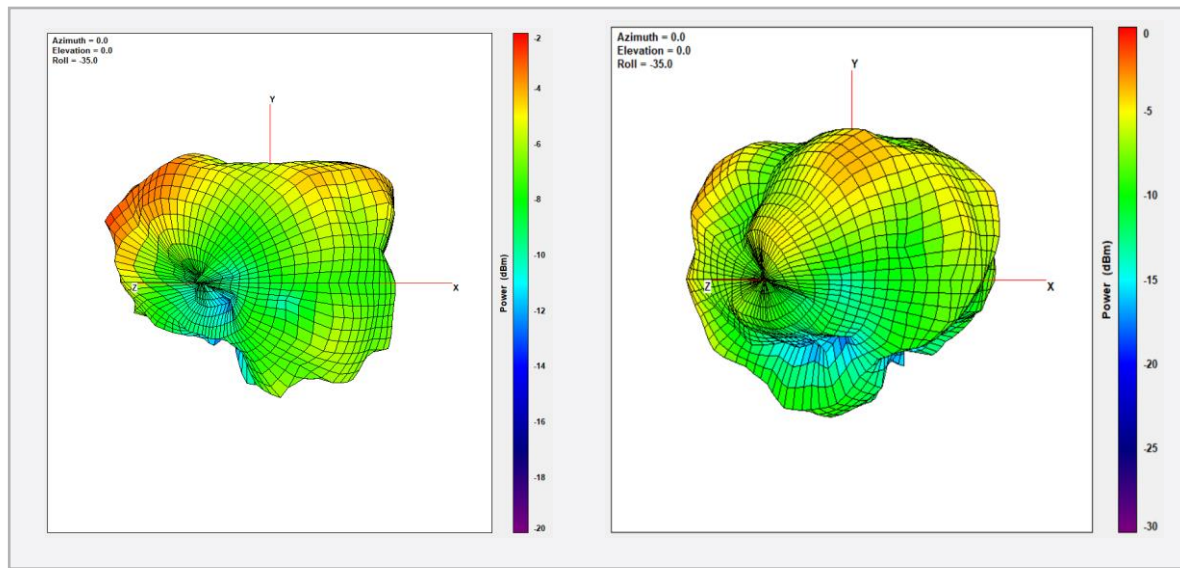 Azimuth = 0.0
Elevation = 0.0
Roll = -35.0
Y
X
Z
-2
-4
-6
-8
-10
-12
-14
-16
-18
-20
Power (dBm)
Azimuth = 0.0
Elevation = 0.0
Roll = -35.0
Y
X
Z
0
-5
-10
-15
-20
-25
-30
Power (dBm)